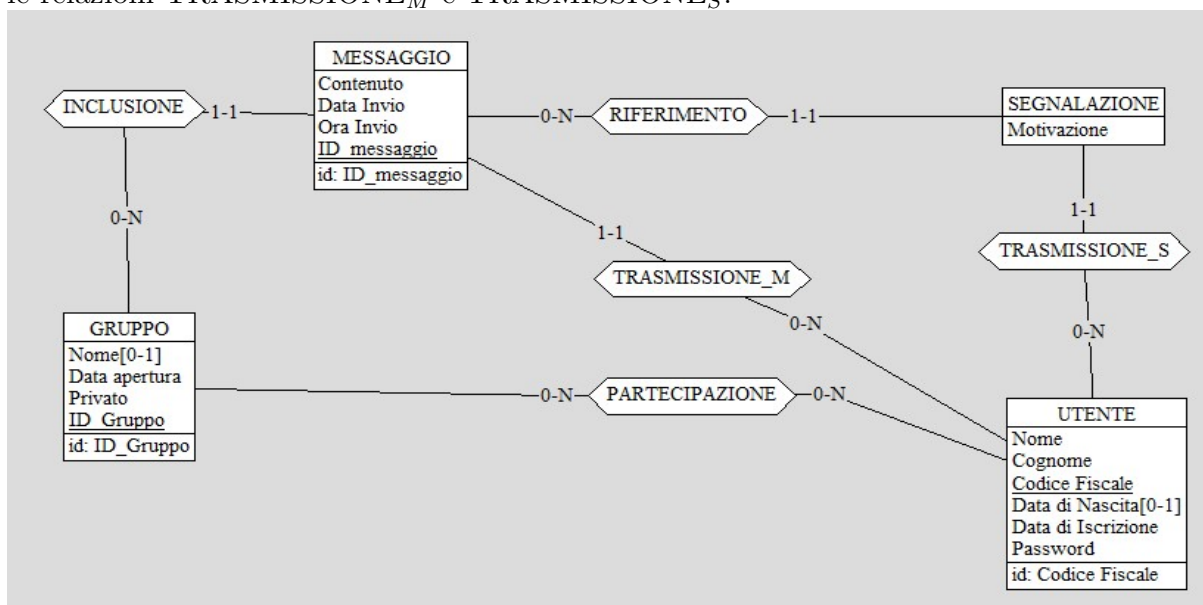 le relazioni TRASMISSIONE_M e TRASMISSIONE_S.
MESSAGGIO
Contenuto
Data Invio
Ora Invio
ID_messaggio
id: ID_messaggio
INCLUSIONE
1-1
0-N
RIFERIMENTO
1-1
SEGNALAZIONE
Motivazione
0-N
1-1
1-1
TRASMISSIONE_M
TRASMISSIONE_S
0-N
0-N
GRUPPO
Nome[0-1]
Data apertura
Privato
ID_Gruppo
id: ID_Gruppo
0-N
PARTECIPAZIONE
0-N
UTENTE
Nome
Cognome
Codice Fiscale
Data di Nascita[0-1]
Data di Iscrizione
Password
id: Codice Fiscale